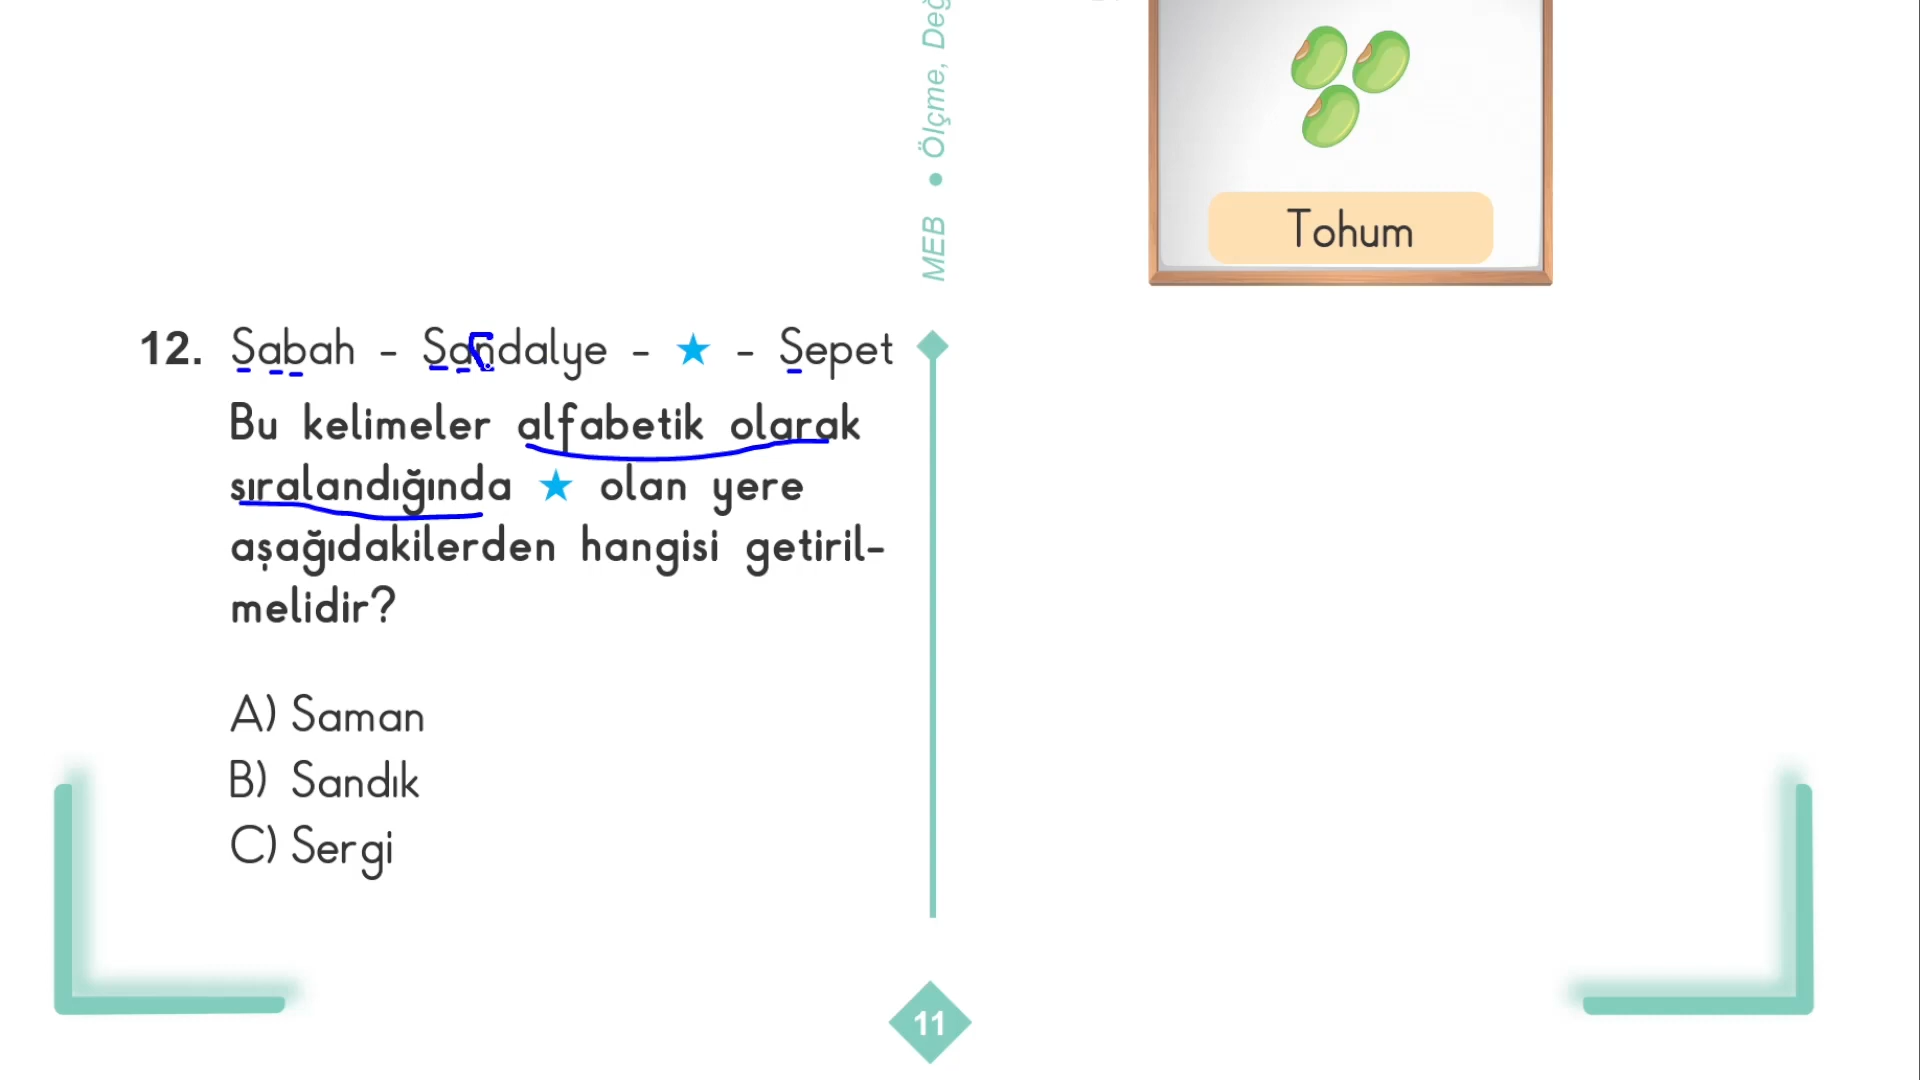 12. Sabah - Sandalye - ★ - Sepet
Bu kelimeler alfabetik olarak
sıralandığında ★ olan yere
aşağıdakilerden hangisi getiril-
melidir?
A) Saman
B) Sandık
C) Sergi
MEB • Ölçme,
Tohum
11